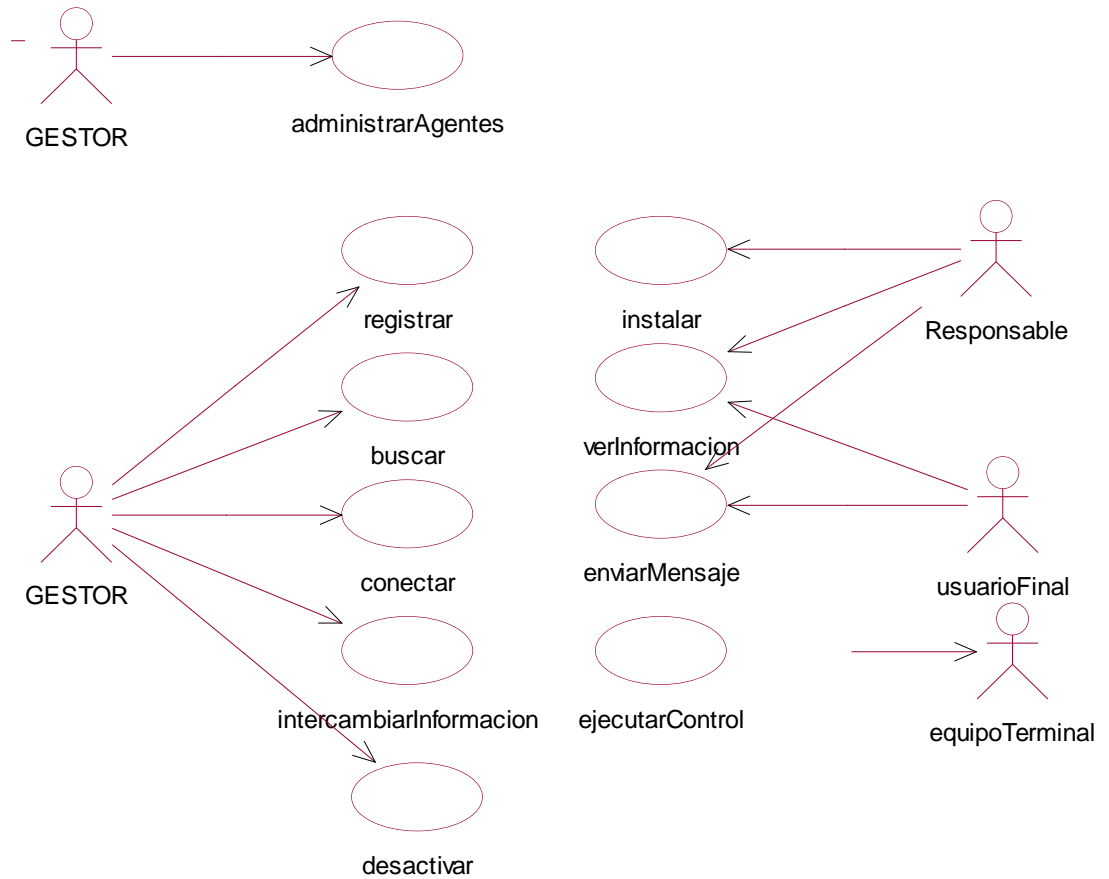 GESTOR
administrarAgentes
registrar
instalar
Responsable
buscar
verInformacion
GESTOR
conectar
enviarMensaje
usuarioFinal
intercambiarInformacion
ejecutarControl
equipoTerminal
desactivar